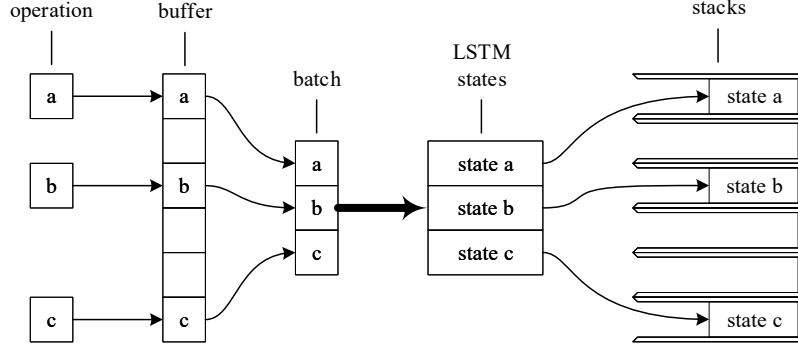 operation
buffer
stacks
LSTM
states
batch
a
a
state a
a
state a
b
b
b
state b
state b
c
state c
c
c
state c